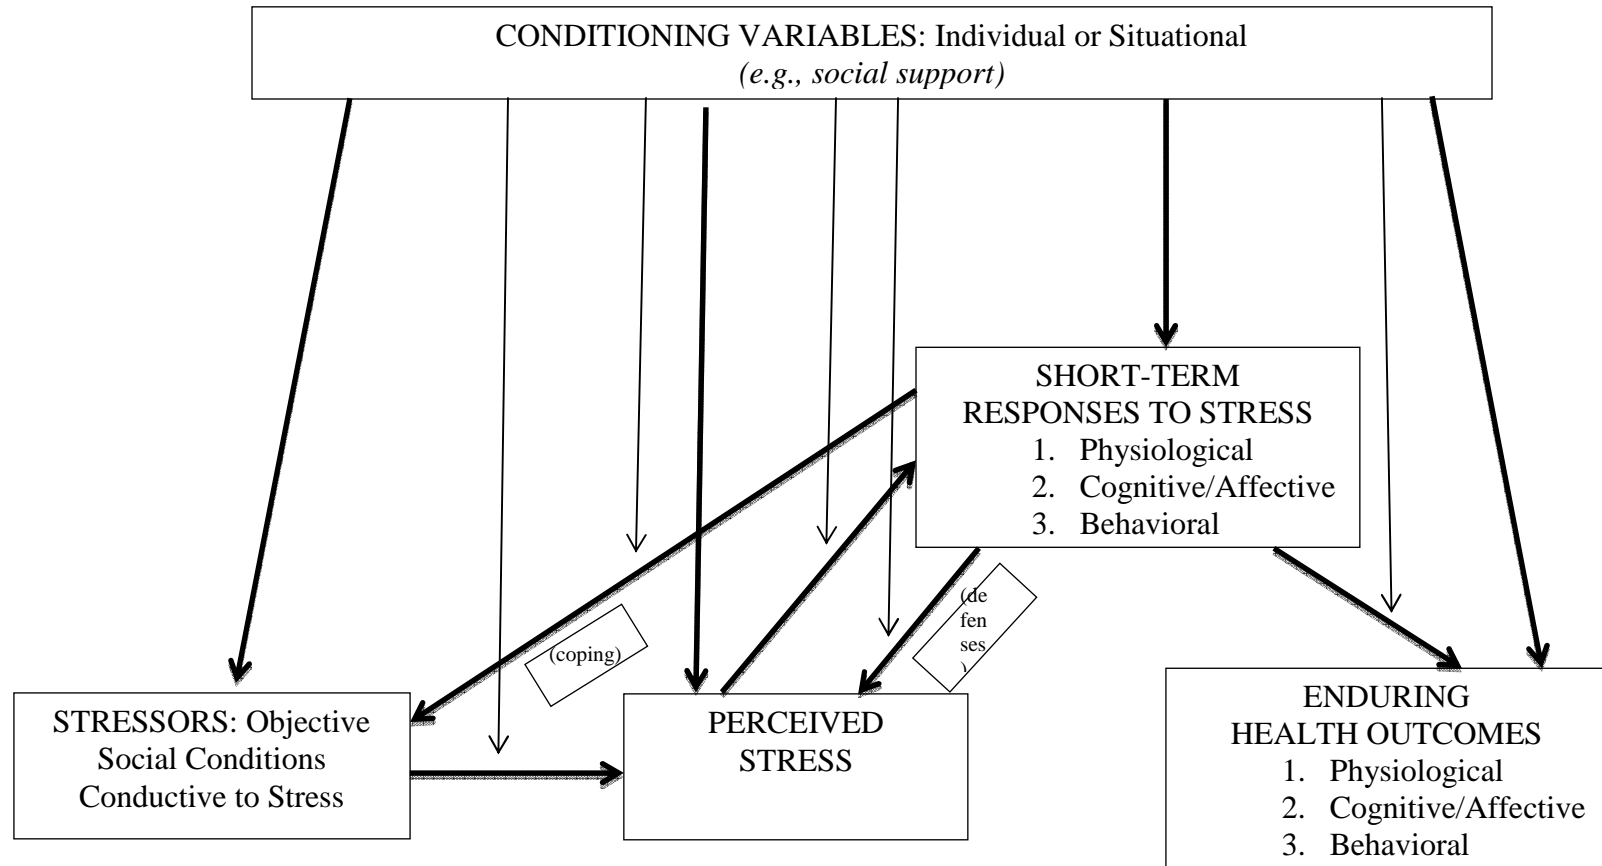 CONDITIONING VARIABLES: Individual or Situational
(e.g., social support)
SHORT-TERM
RESPONSES TO STRESS
1. Physiological
2. Cognitive/Affective
3. Behavioral
(coping)
(de
fen
ses
)
STRESSORS: Objective
Social Conditions
Conductive to Stress
PERCEIVED
STRESS
ENDURING
HEALTH OUTCOMES
1. Physiological
2. Cognitive/Affective
3. Behavioral